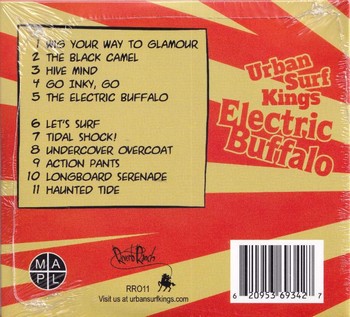 1 WIG YOUR WAY TO GLAMOUR
2 THE BLACK CAMEL
3 HIVE MIND
4 GO INKY, GO
5 THE ELECTRIC BUFFALO
6 LET'S SURF
7 TIDAL SHOCK!
8 UNDERCOVER OVERCOAT
9 ACTION PANTS
10 LONGBOARD SERENADE
11 HAUNTED TIDE
Urban
Surf
Kings
Electric
Buffalo
M A
P L
RR011
Visit us at urbansurfkings.com
6 20953 69342 7